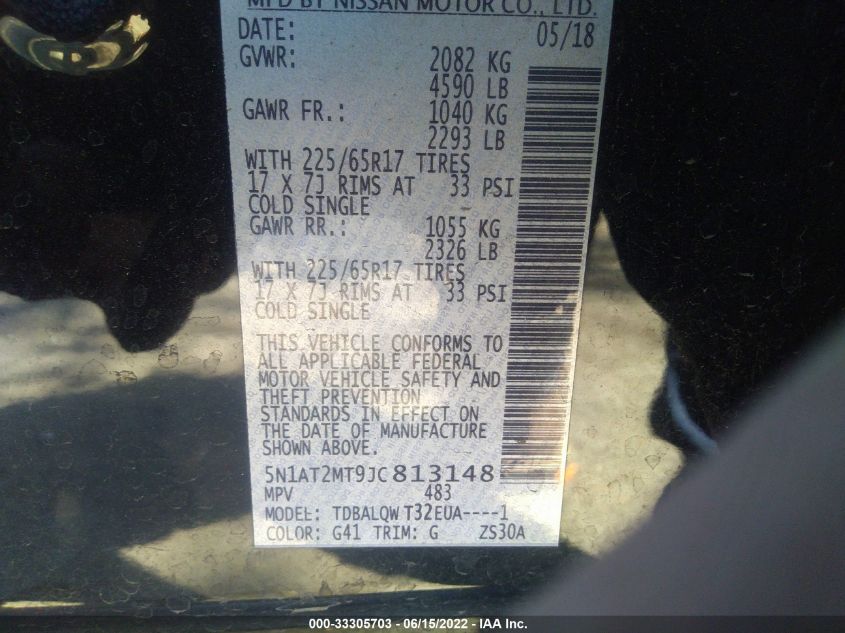 MFD BY NISSAN MOTOR CO., LTD.
DATE: 05/18
GVWR: 2082 KG
4590 LB
GAWR FR.: 1040 KG
2293 LB
WITH 225/65R17 TIRES
17 X 7J RIMS AT 33 PSI
COLD SINGLE –
GAWR RR.: 1055 KG
2326 LB
WITH 225/65R17 TIRES
17 X 7J RIMS AT 33 PSI
COLD SINGLE
THIS VEHICLE CONFORMS TO
ALL APPLICABLE FEDERAL
MOTOR VEHICLE SAFETY AND
THEFT PREVENTION
STANDARDS IN EFFECT ON
THE DATE OF MANUFACTURE
SHOWN ABOVE.
5N1AT2MT9JC813148
MPV 483
MODEL: TDBALQW T32EUA----1
COLOR: G41 TRIM: G ZS30A
000-33305703 - 06/15/2022 - IAA Inc.